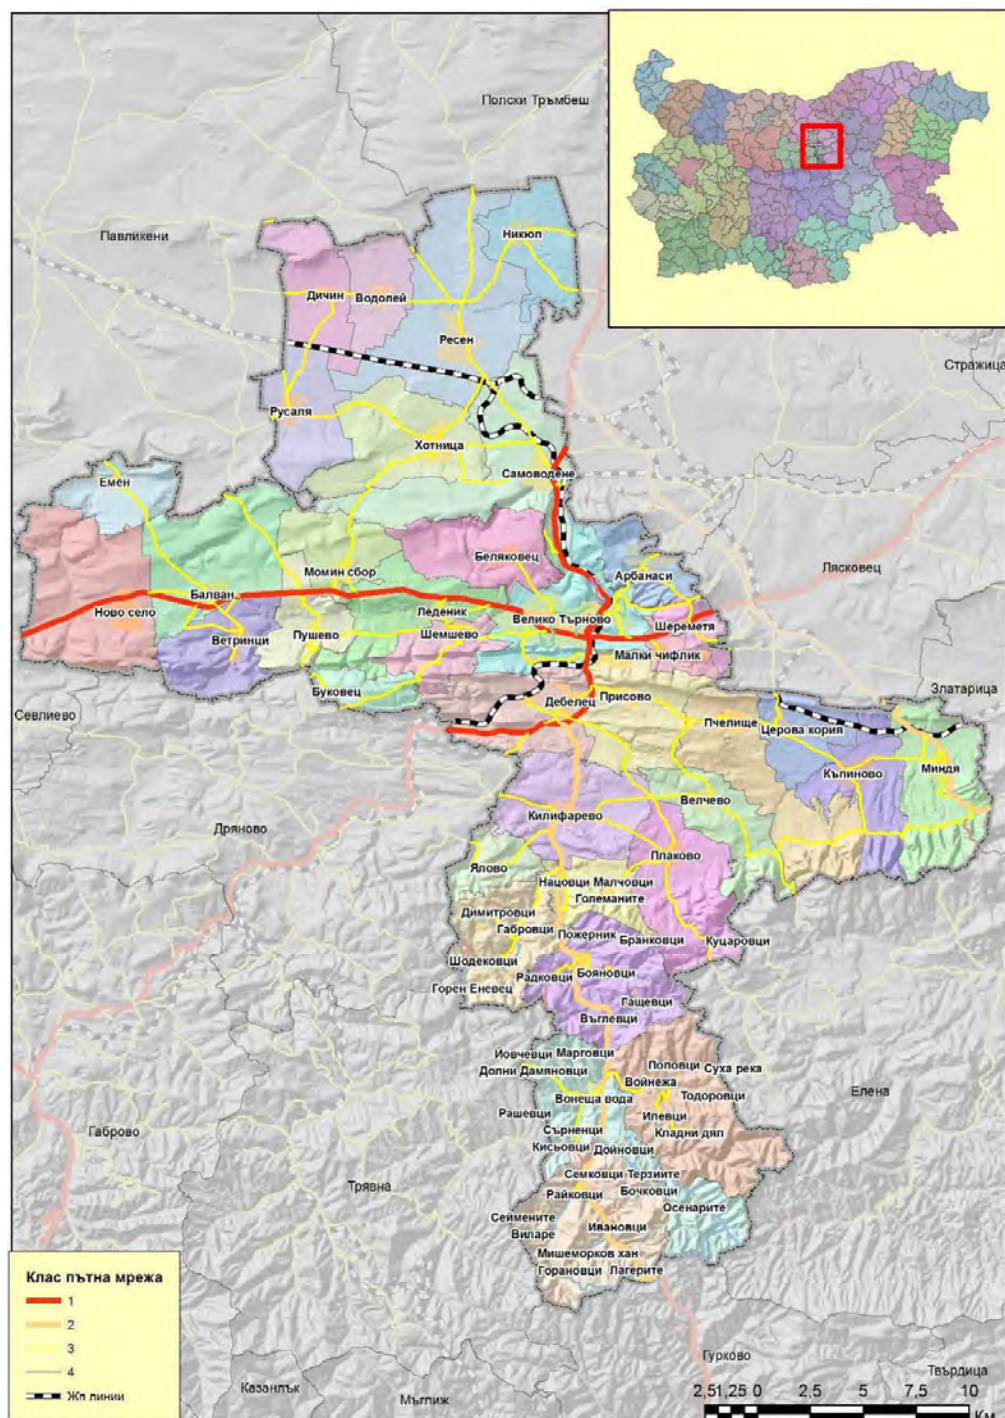 Полски Тръмбеш
Павликени
Никюп
Дичин
Водолей
Ресен
Стражица
Русаля
Хотница
Самоводене
Емен
Беляковец
Арбанаси
Лясковец
Момин сбор
Балван
Ново село
Леденик
Велико Търново
Шереметя
Ветринци
Пушево
Шемшево
Малки чифлик
Буковец
Златарица
Севлиево
Дебелец
Присово
Пчелище
Церова кория
Къпиново
Миндя
Велчево
Килифарево
Дряново
Плаково
Ялово
Нацовци
Малчовци
Големаните
Димитровци
Габровци
Пожерник
Бранковци
Куцаровци
Шодековци
Радковци
Бояновци
Горен Еневец
Гащевци
Въглевци
Йовчевци
Марговци
Долни Дамяновци
Поповци
Суха река
Войнежа
Вонеща вода
Тодоровци
Елена
Рашевци
Илевци
Сърненци
Кладни дял
Габрово
Кисьовци
Дойновци
Трявна
Семковци
Терзиите
Райковци
Бочковци
Осенарите
Сеймените
Ивановци
Виларе
Мишеморков хан
Горановци
Лагерите
Клас пътна мрежа
1
2
3
4
Жп линии
Гурково
Твърдица
Казанлък
Мъглиж
2,51,25 0 2,5 5 7,5 10
Км